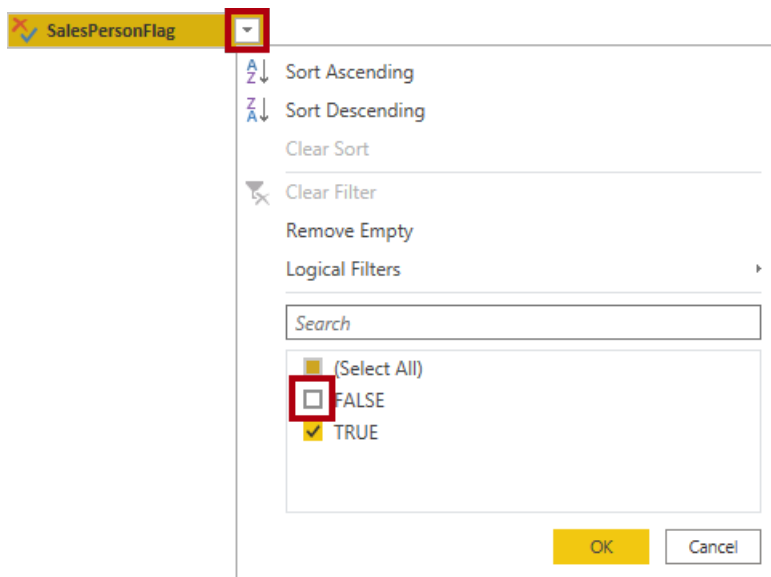 SalesPersonFlag
Sort Ascending
Sort Descending
Clear Sort
Clear Filter
Remove Empty
Logical Filters
Search
(Select All)
FALSE
TRUE
OK Cancel